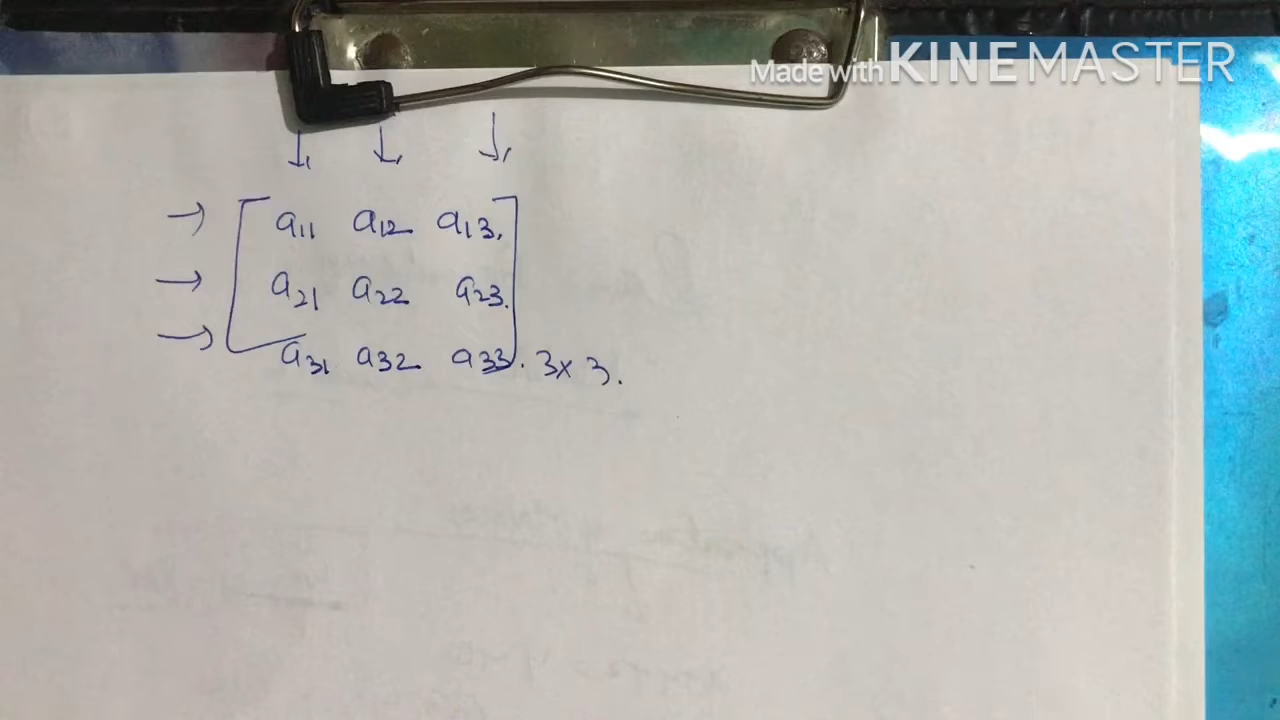 Made with KINEMASTER
↓ ↓ ↓
→ [ a11 a12 a13 ]
→ a21 a22 a23
→ a31 a32 a33 . 3x3.